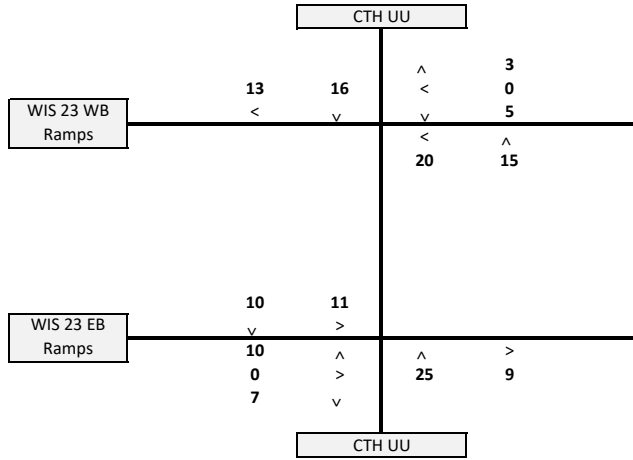 CTH UU
^ 3
13 16 < 0
WIS 23 WB
Ramps
< v v 5
< ^
20 15
10 11
WIS 23 EB
Ramps
v >
10 ^ ^ >
0 > 25 9
7 v
CTH UU